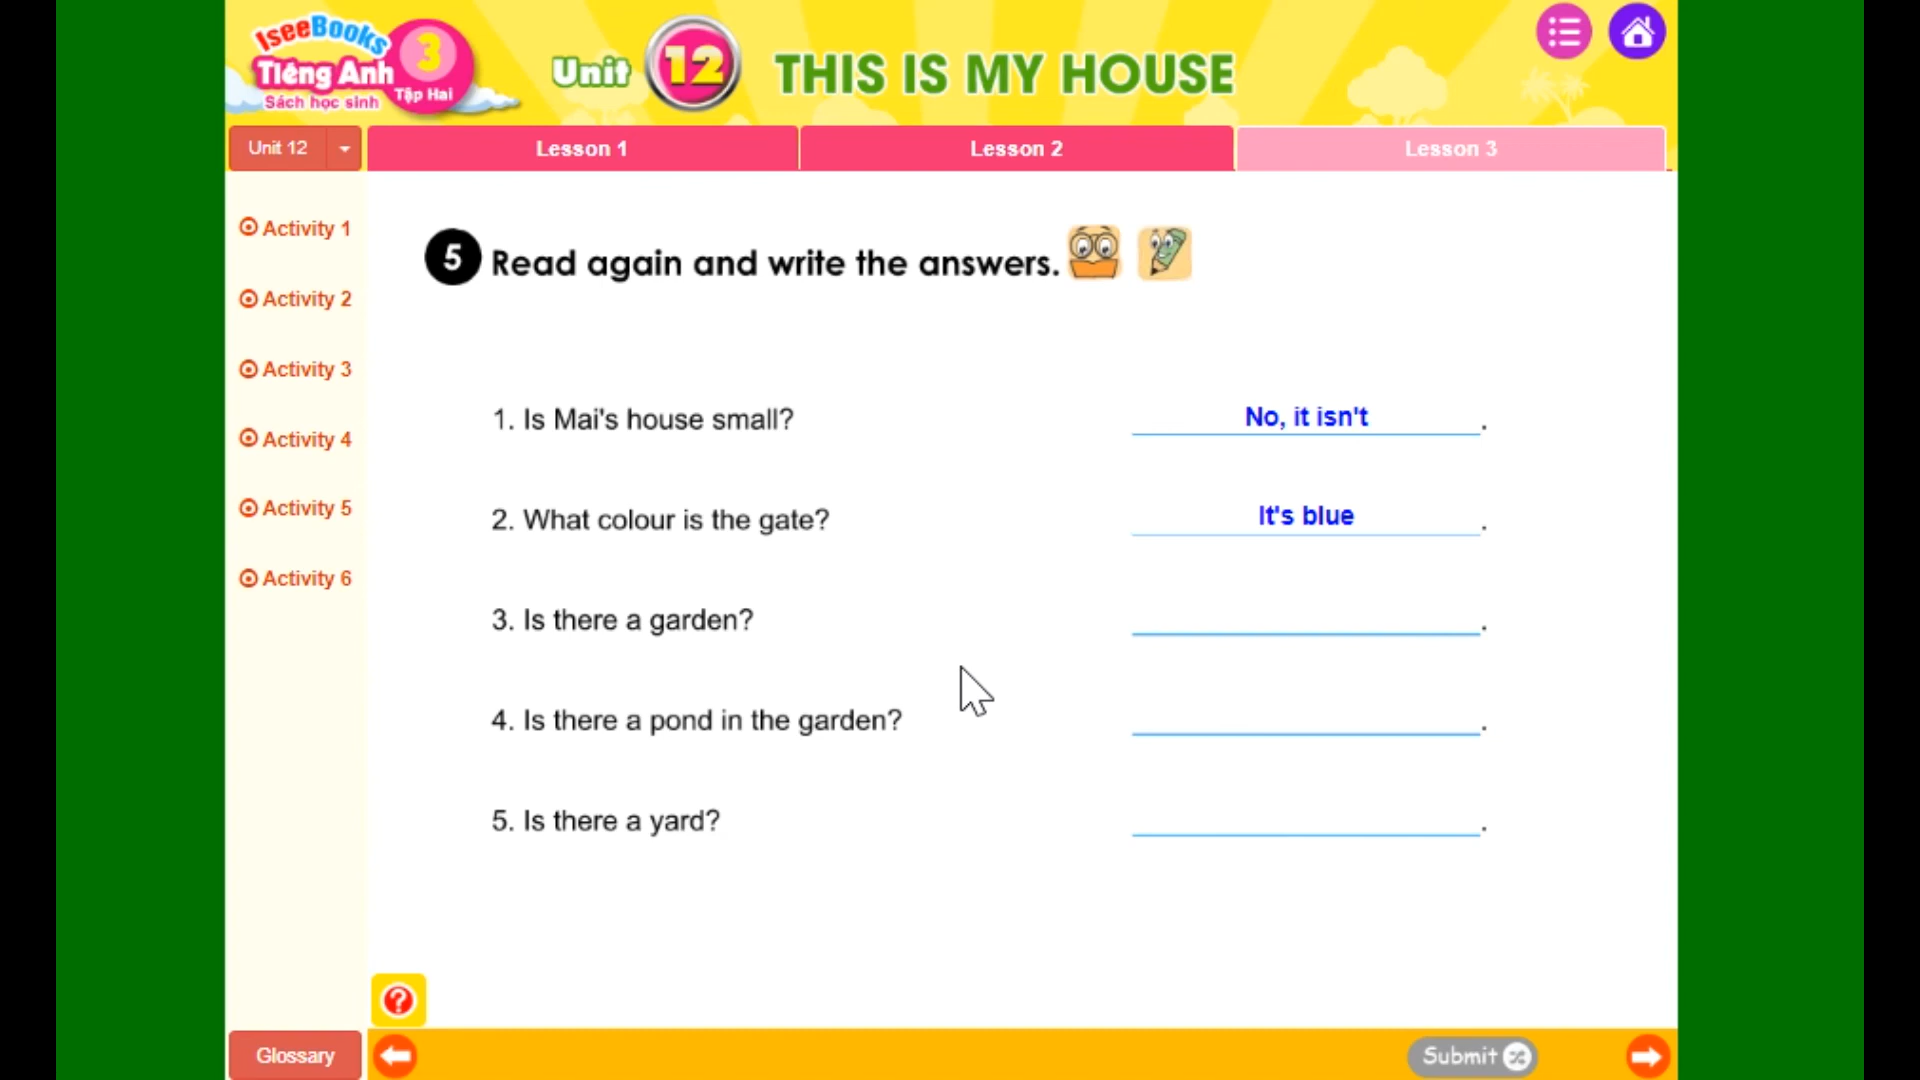 IseeBooks
Tiếng Anh 3
Sách học sinh Tập Hai
Unit 12 THIS IS MY HOUSE
Unit 12
Lesson 1
Lesson 2
Lesson 3
Activity 1
Activity 2
Activity 3
Activity 4
Activity 5
Activity 6
5 Read again and write the answers.
1. Is Mai's house small? No, it isn't.
2. What colour is the gate? It's blue.
3. Is there a garden? .
4. Is there a pond in the garden? .
5. Is there a yard? .
?
Glossary
Submit